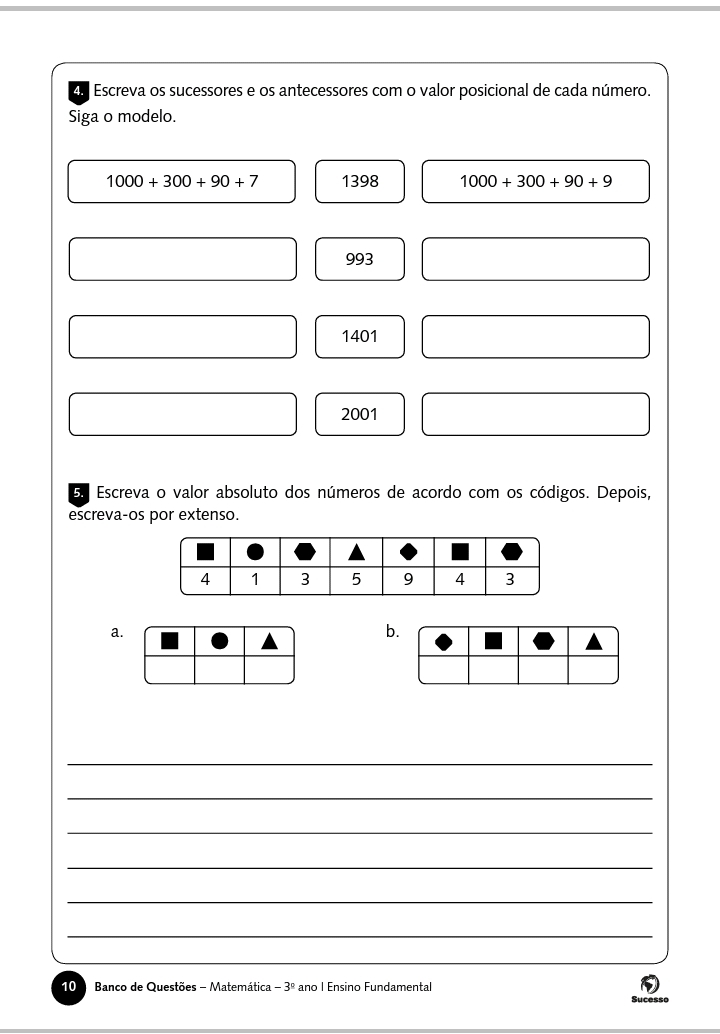 4. Escreva os sucessores e os antecessores com o valor posicional de cada número.
Siga o modelo.
1000 + 300 + 90 + 7 1398 1000 + 300 + 90 + 9
993
1401
2001
5. Escreva o valor absoluto dos números de acordo com os códigos. Depois,
escreva-os por extenso.
4 1 3 5 9 4 3
a. b.
10 Banco de Questões – Matemática – 3º ano I Ensino Fundamental
Sucesso